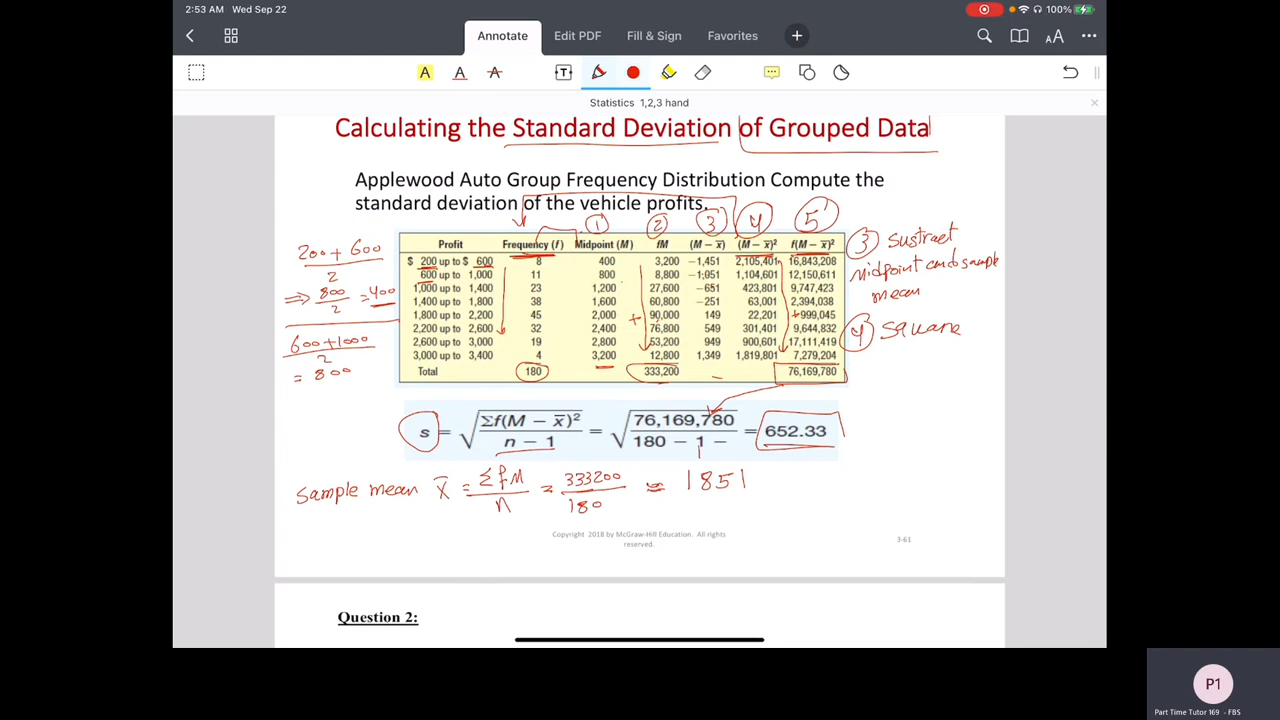 2:53 AM Wed Sep 22
100%
Annotate
Edit PDF
Fill & Sign
Favorites
Statistics 1,2,3 hand
Calculating the Standard Deviation of Grouped Data
Applewood Auto Group Frequency Distribution Compute the
standard deviation of the vehicle profits.
① ② ③ ④ ⑤
Profit Frequency (f) Midpoint (M) fM (M − x̄) (M − x̄)² f(M − x̄)²
$ 200 up to $ 600 8 400 3,200 −1,451 2,105,401 16,843,208
600 up to 1,000 11 800 8,800 −1,051 1,104,601 12,150,611
1,000 up to 1,400 23 1,200 27,600 −651 423,801 9,747,423
1,400 up to 1,800 38 1,600 60,800 −251 63,001 2,394,038
1,800 up to 2,200 45 2,000 90,000 149 22,201 + 999,045
2,200 up to 2,600 32 2,400 + 76,800 549 301,401 9,644,832
2,600 up to 3,000 19 2,800 53,200 949 900,601 17,111,419
3,000 up to 3,400 4 3,200 12,800 1,349 1,819,801 7,279,204
Total 180 333,200 76,169,780
200 + 600
2
⇒ 800 = 400
2
600 + 1000
2
= 800
③ Sustract
midpoint and sample
mean
④ Square
s = √ Σf(M − x̄)² / n − 1 = √ 76,169,780 / 180 − 1 − = 652.33
Sample mean x̄ = Σ fM / n = 333200 / 180 ≈ 1851
Copyright 2018 by McGraw-Hill Education. All rights
reserved.
3-61
Question 2:
P1
Part Time Tutor 169 - FBS